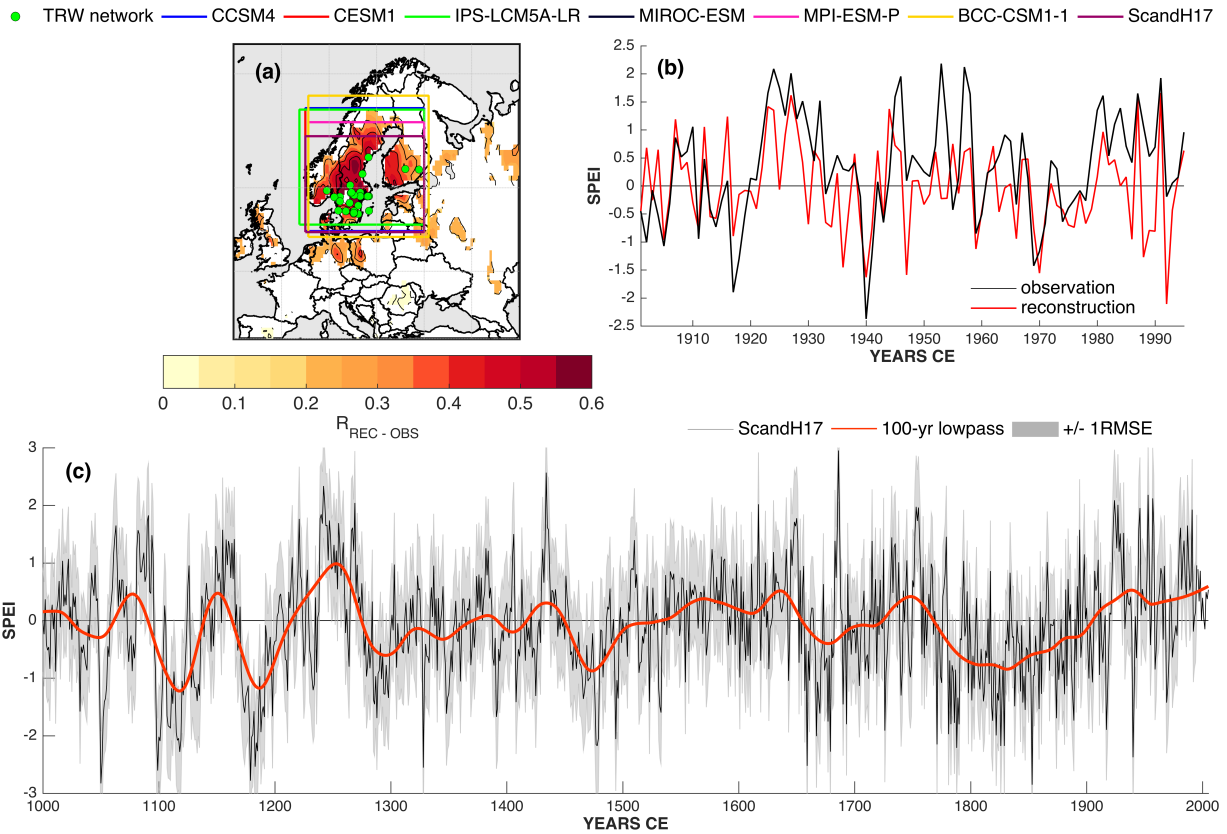 TRW network CCSM4 CESM1 IPS-LCM5A-LR MIROC-ESM MPI-ESM-P BCC-CSM1-1 ScandH17
(a)
0 0.1 0.2 0.3 0.4 0.5 0.6
R REC - OBS
(b)
2.5
2
1.5
1
0.5
0
-0.5
-1
-1.5
-2
-2.5
SPEI
observation
reconstruction
1910 1920 1930 1940 1950 1960 1970 1980 1990
YEARS CE
ScandH17 100-yr lowpass +/- 1RMSE
(c)
3
2
1
0
-1
-2
-3
SPEI
1000 1100 1200 1300 1400 1500 1600 1700 1800 1900 2000
YEARS CE